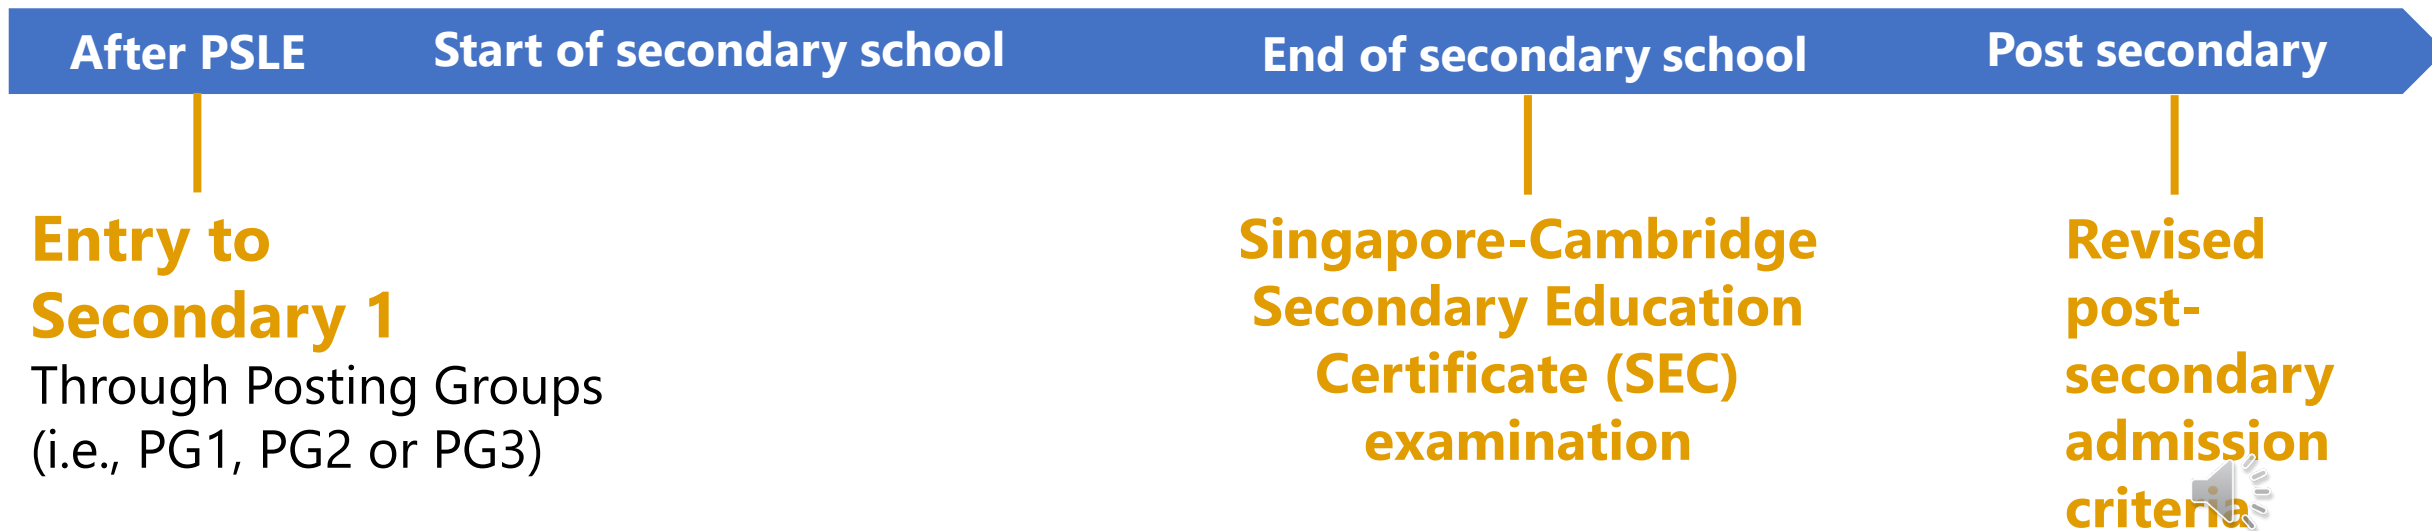 After PSLE
Start of secondary school
End of secondary school
Post secondary
Entry to
Secondary 1
Through Posting Groups
(i.e., PG1, PG2 or PG3)
Singapore-Cambridge
Secondary Education
Certificate (SEC)
examination
Revised
post-
secondary
admission
criteria